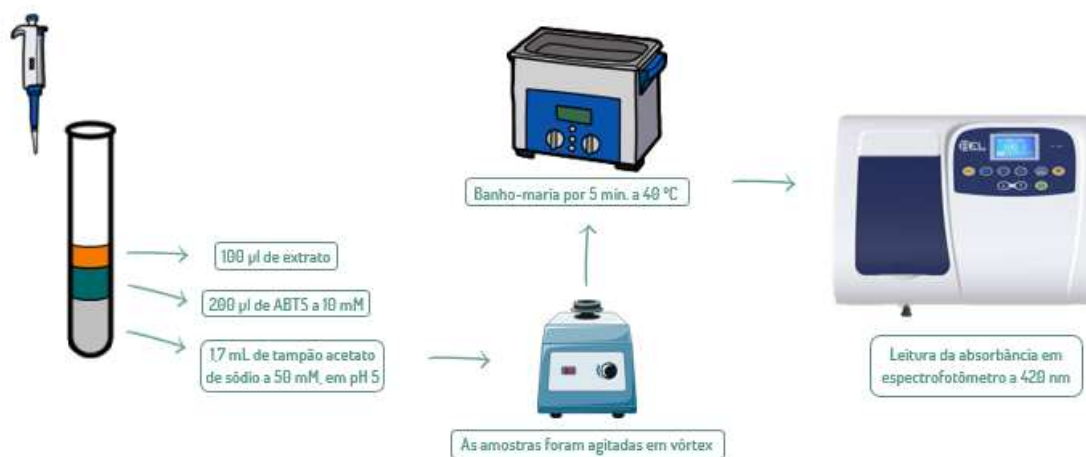 100 µl de extrato
200 µl de ABTS a 10 mM
1,7 mL de tampão acetato
de sódio a 50 mM, em pH 5
As amostras foram agitadas em vórtex
Banho-maria por 5 min. a 40 ºC
Leitura da absorbância em
espectrofotômetro a 420 nm